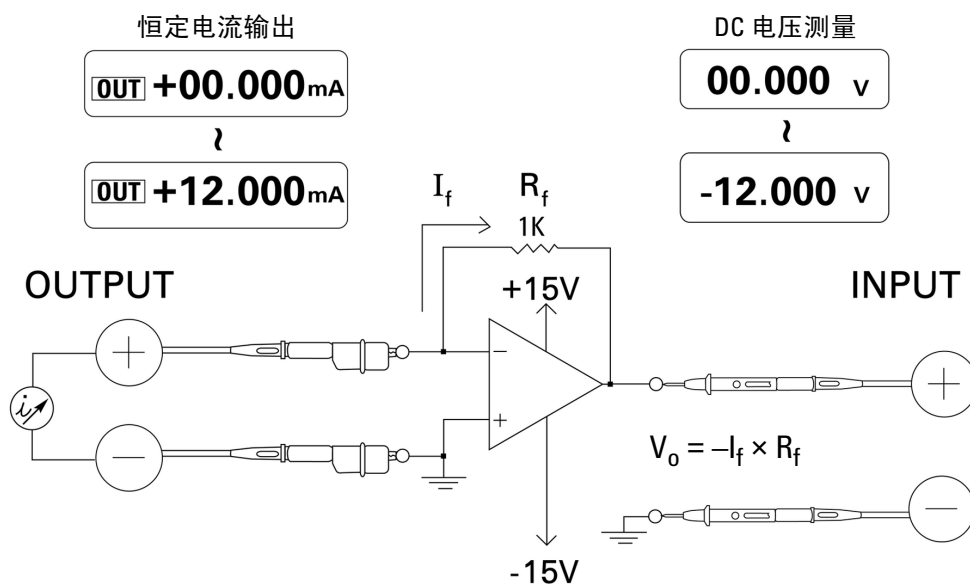 恒定电流输出
OUT +00.000mA
~
OUT +12.000mA
DC 电压测量
00.000 V
~
-12.000 V
If
Rf
1K
OUTPUT
+15V
INPUT
+
−
+
i
−
+
Vo = –If × Rf
−
-15V